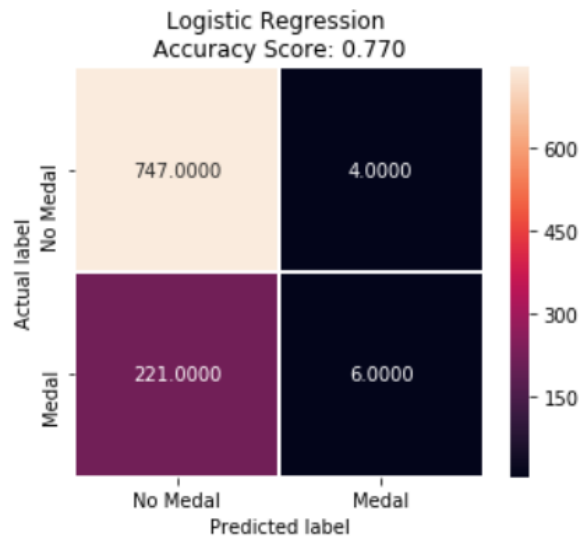 Logistic Regression
Accuracy Score: 0.770
747.0000 4.0000
221.0000 6.0000
No Medal
Medal
Actual label
No Medal Medal
Predicted label
600
450
300
150